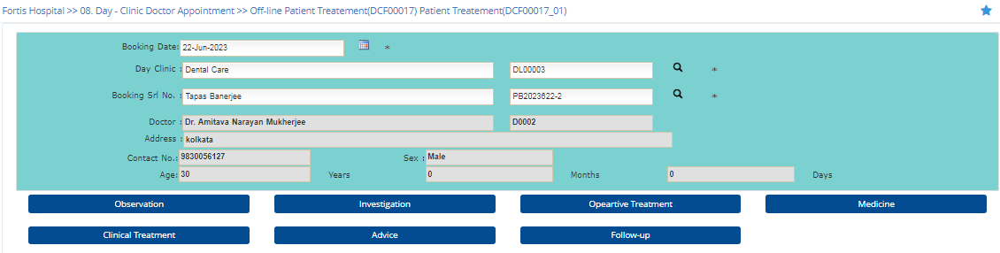 Fortis Hospital >> 08. Day - Clinic Doctor Appointment >> Off-line Patient Treatement(DCF00017) Patient Treatement(DCF00017_01)
Booking Date: 22-Jun-2023 *
Day Clinic : Dental Care DL00003 *
Booking Srl No. : Tapas Banerjee PB2023622-2 *
Doctor : Dr. Amitava Narayan Mukherjee D0002
Address : kolkata
Contact No.: 9830056127 Sex : Male
Age: 30 Years 0 Months 0 Days
Observation Investigation Opeartive Treatment Medicine
Clinical Treatment Advice Follow-up